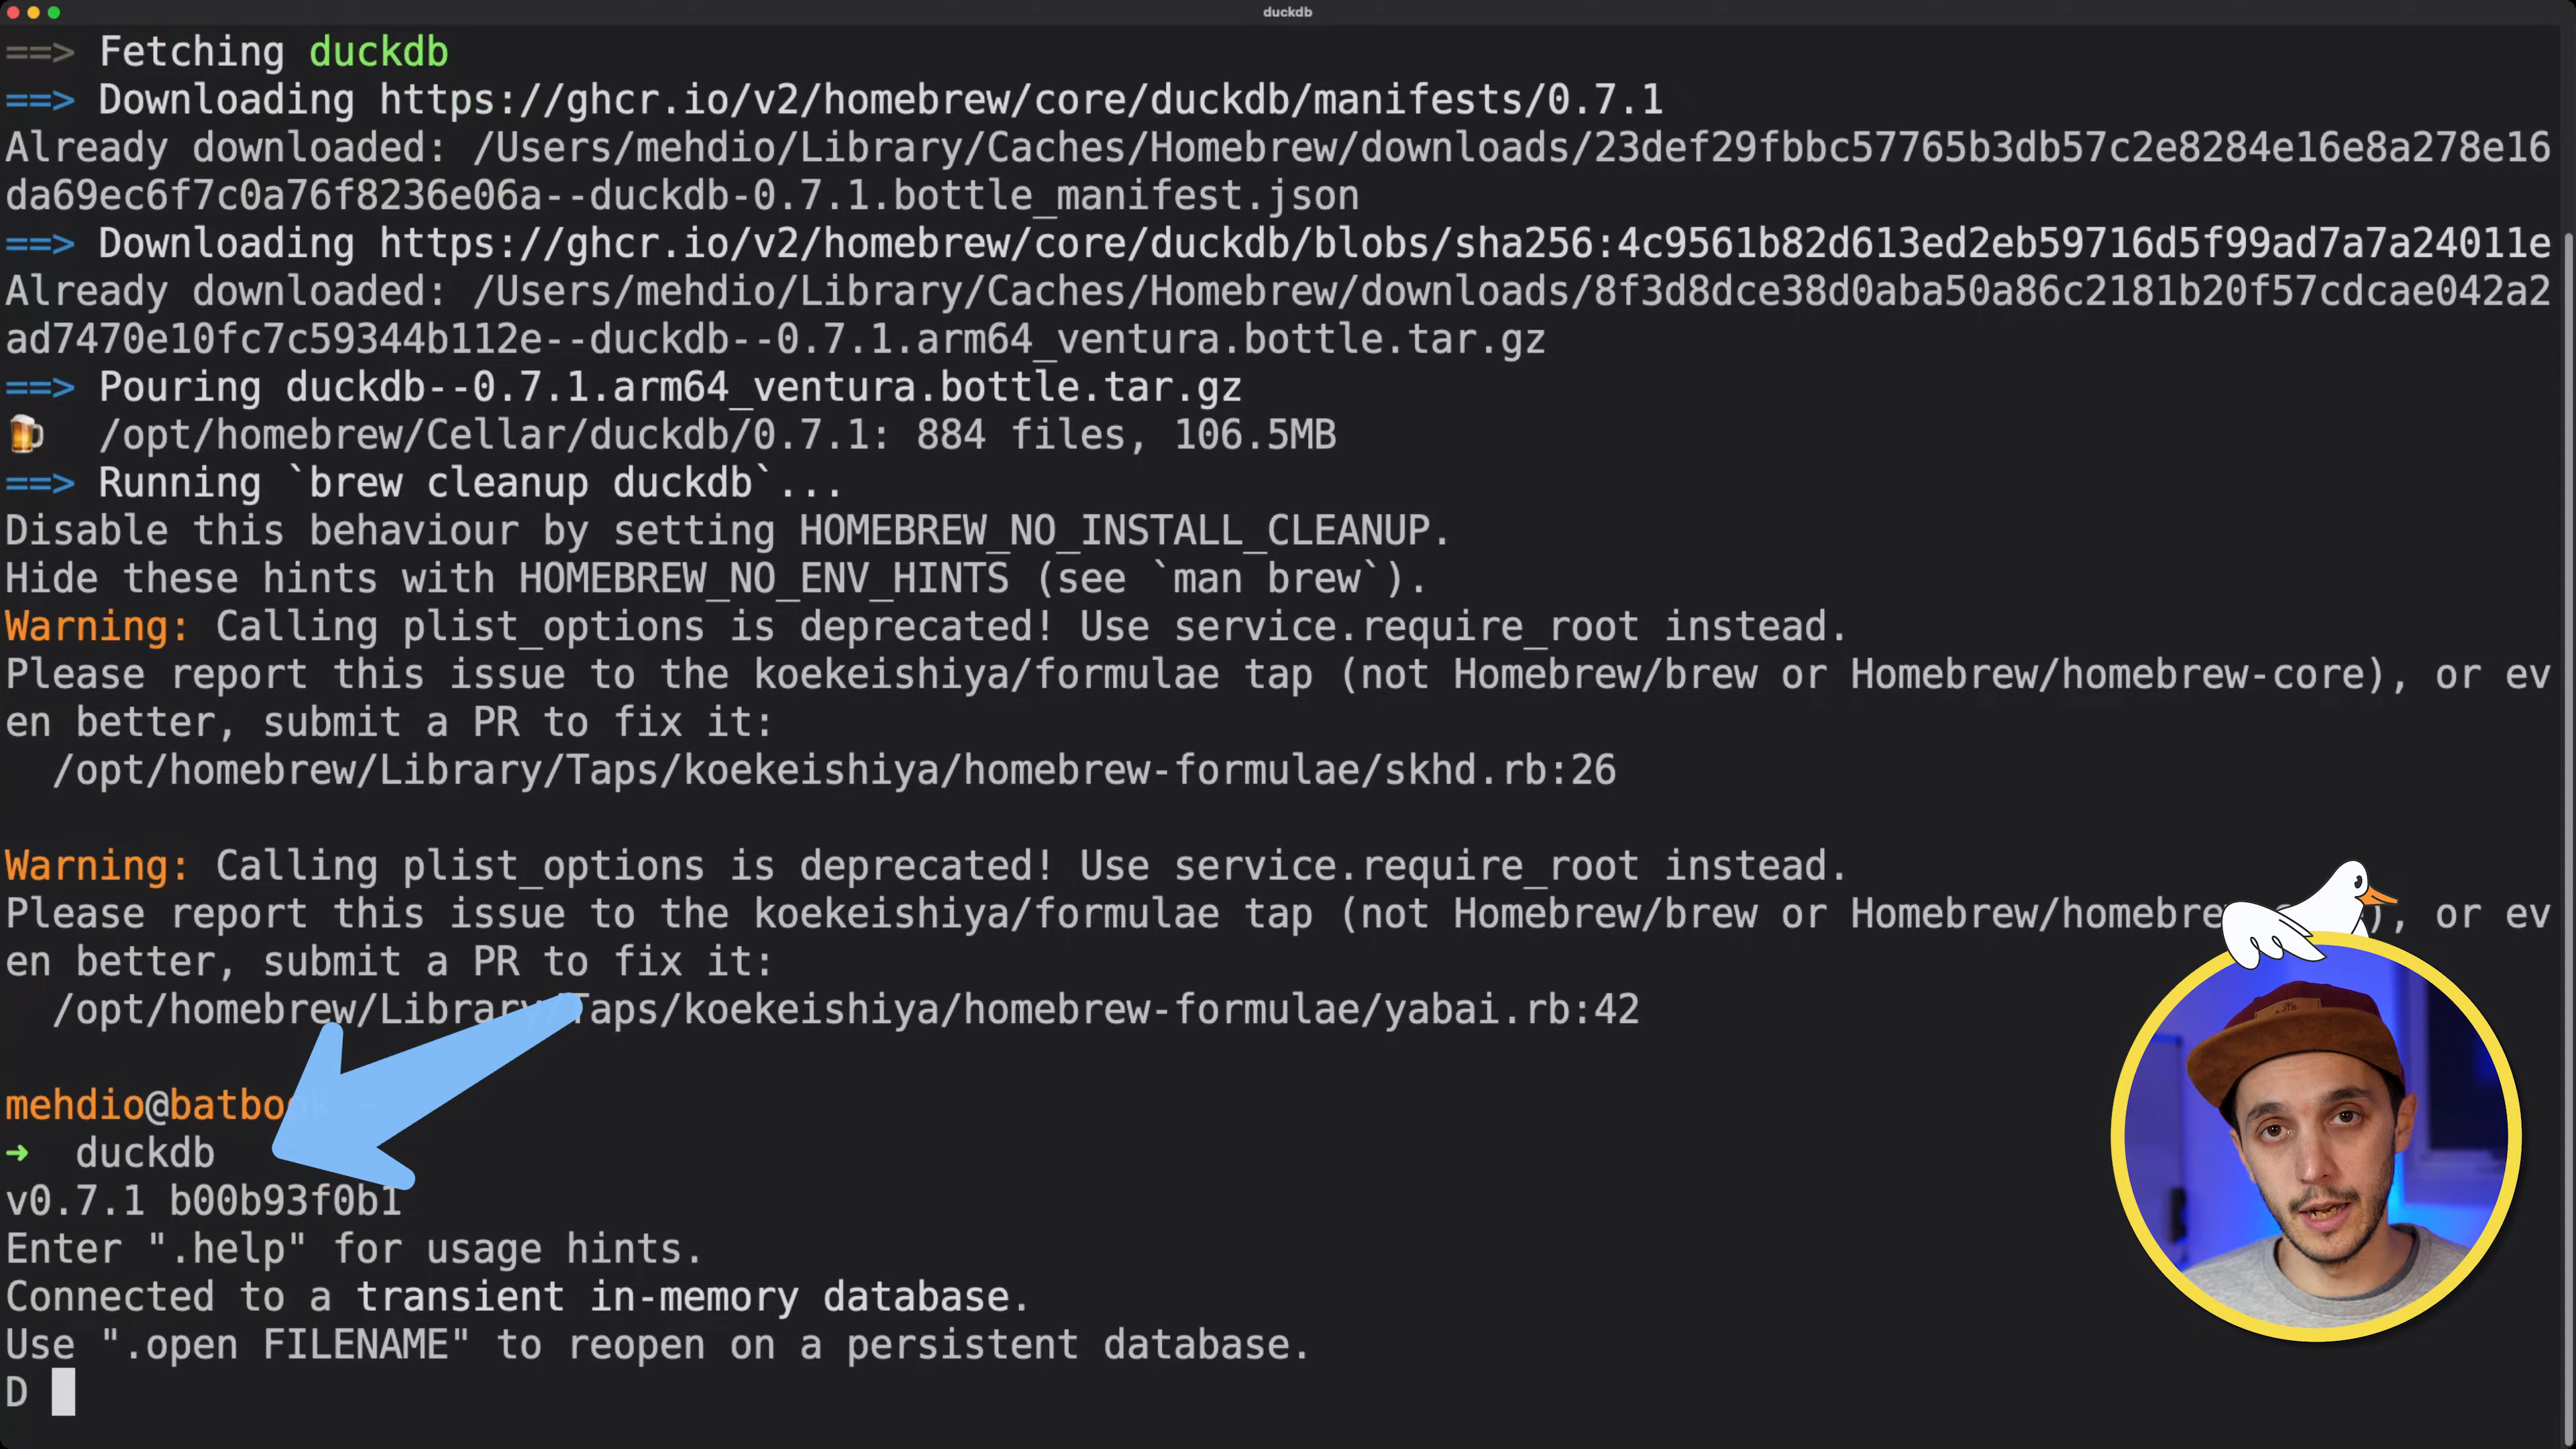 duckdb
==> Fetching duckdb
==> Downloading https://ghcr.io/v2/homebrew/core/duckdb/manifests/0.7.1
Already downloaded: /Users/mehdio/Library/Caches/Homebrew/downloads/23def29fbbc57765b3db57c2e8284e16e8a278e16
da69ec6f7c0a76f8236e06a--duckdb-0.7.1.bottle_manifest.json
==> Downloading https://ghcr.io/v2/homebrew/core/duckdb/blobs/sha256:4c9561b82d613ed2eb59716d5f99ad7a7a24011e
Already downloaded: /Users/mehdio/Library/Caches/Homebrew/downloads/8f3d8dce38d0aba50a86c2181b20f57cdcae042a2
ad7470e10fc7c59344b112e--duckdb--0.7.1.arm64_ventura.bottle.tar.gz
==> Pouring duckdb--0.7.1.arm64_ventura.bottle.tar.gz
🍺  /opt/homebrew/Cellar/duckdb/0.7.1: 884 files, 106.5MB
==> Running `brew cleanup duckdb`...
Disable this behaviour by setting HOMEBREW_NO_INSTALL_CLEANUP.
Hide these hints with HOMEBREW_NO_ENV_HINTS (see `man brew`).
Warning: Calling plist_options is deprecated! Use service.require_root instead.
Please report this issue to the koekeishiya/formulae tap (not Homebrew/brew or Homebrew/homebrew-core), or ev
en better, submit a PR to fix it:
  /opt/homebrew/Library/Taps/koekeishiya/homebrew-formulae/skhd.rb:26
Warning: Calling plist_options is deprecated! Use service.require_root instead.
Please report this issue to the koekeishiya/formulae tap (not Homebrew/brew or Homebrew/homebre), or ev
en better, submit a PR to fix it:
  /opt/homebrew/Library/Taps/koekeishiya/homebrew-formulae/yabai.rb:42
mehdio@batbook ~
➜  duckdb
v0.7.1 b00b93f0b1
Enter ".help" for usage hints.
Connected to a transient in-memory database.
Use ".open FILENAME" to reopen on a persistent database.
D